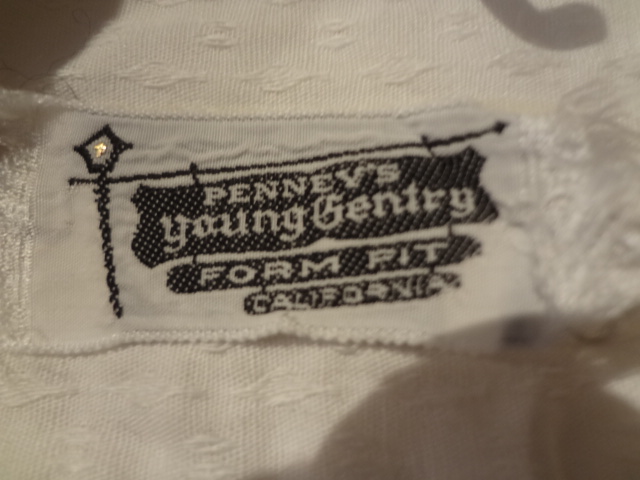 PENNEY'S
Young Gentry
FORM FIT
CALIFORNIA